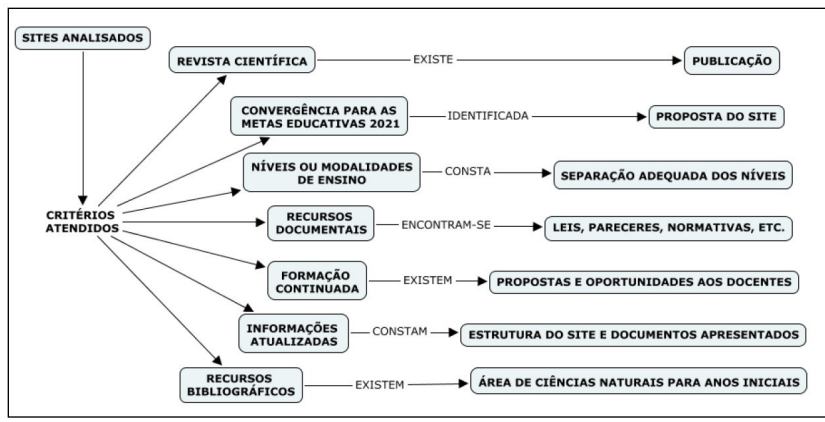 SITES ANALISADOS
REVISTA CIENTÍFICA
EXISTE
PUBLICAÇÃO
CONVERGÊNCIA PARA AS
METAS EDUCATIVAS 2021
IDENTIFICADA
PROPOSTA DO SITE
NÍVEIS OU MODALIDADES
DE ENSINO
CONSTA
SEPARAÇÃO ADEQUADA DOS NÍVEIS
CRITÉRIOS
ATENDIDOS
RECURSOS
DOCUMENTAIS
ENCONTRAM-SE
LEIS, PARECERES, NORMATIVAS, ETC.
FORMAÇÃO
CONTINUADA
EXISTEM
PROPOSTAS E OPORTUNIDADES AOS DOCENTES
INFORMAÇÕES
ATUALIZADAS
CONSTAM
ESTRUTURA DO SITE E DOCUMENTOS APRESENTADOS
RECURSOS
BIBLIOGRÁFICOS
EXISTEM
ÁREA DE CIÊNCIAS NATURAIS PARA ANOS INICIAIS